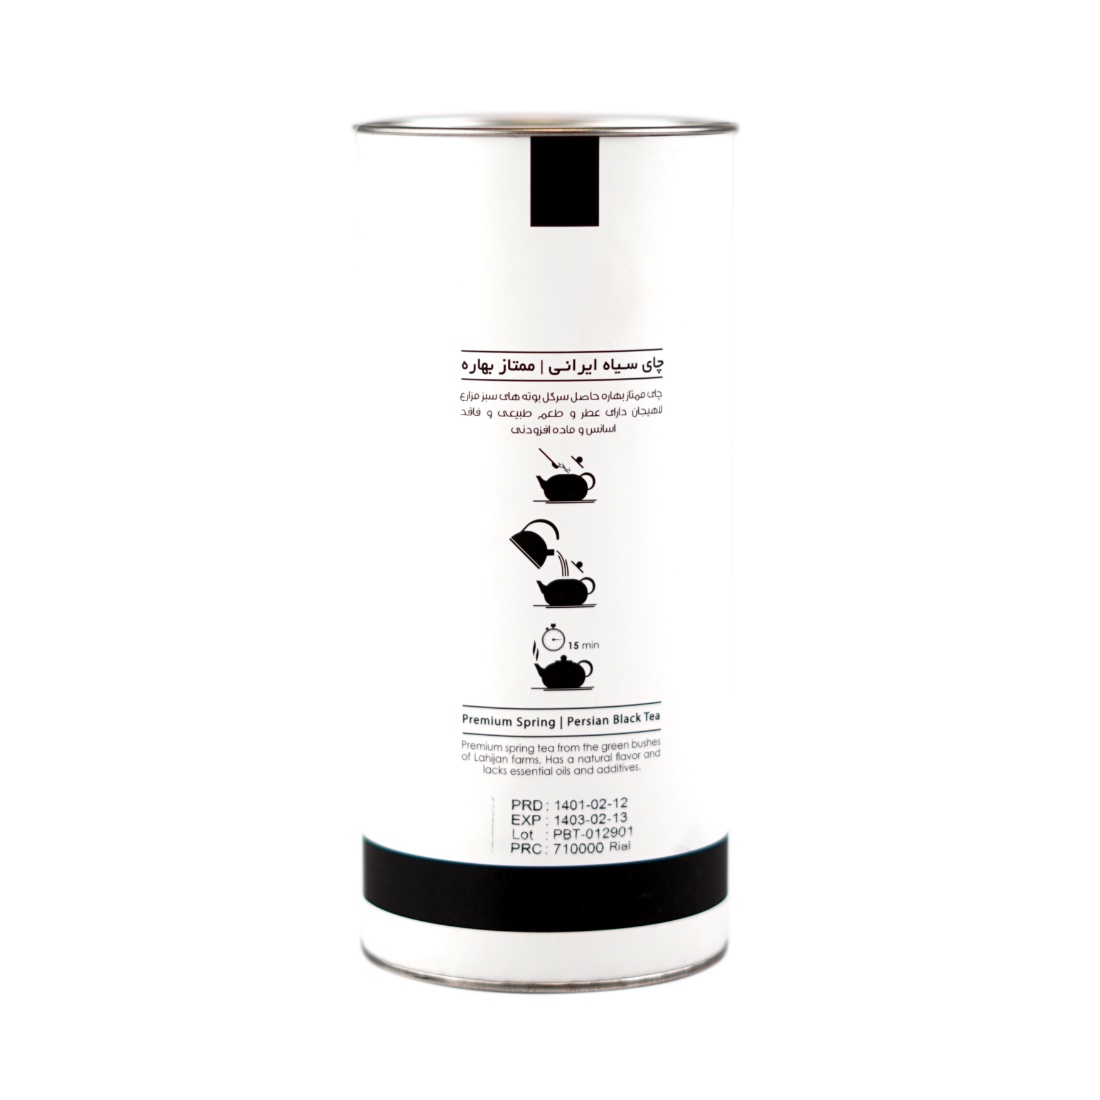 چای سیاه ایرانی | ممتاز بهاره
چای ممتاز بهاره حاصل سرگل بوته های سبز مزارع
لاهیجان دارای عطر و طعم طبیعی و فاقد
اسانس و ماده افزودنی
15 min
Premium Spring | Persian Black Tea
Premium spring tea from the green bushes
of Lahijan farms. Has a natural flavor and
lacks essential oils and additives.
PRD : 1401-02-12
EXP : 1403-02-13
Lot : PBT-012901
PRC : 710000 Rial